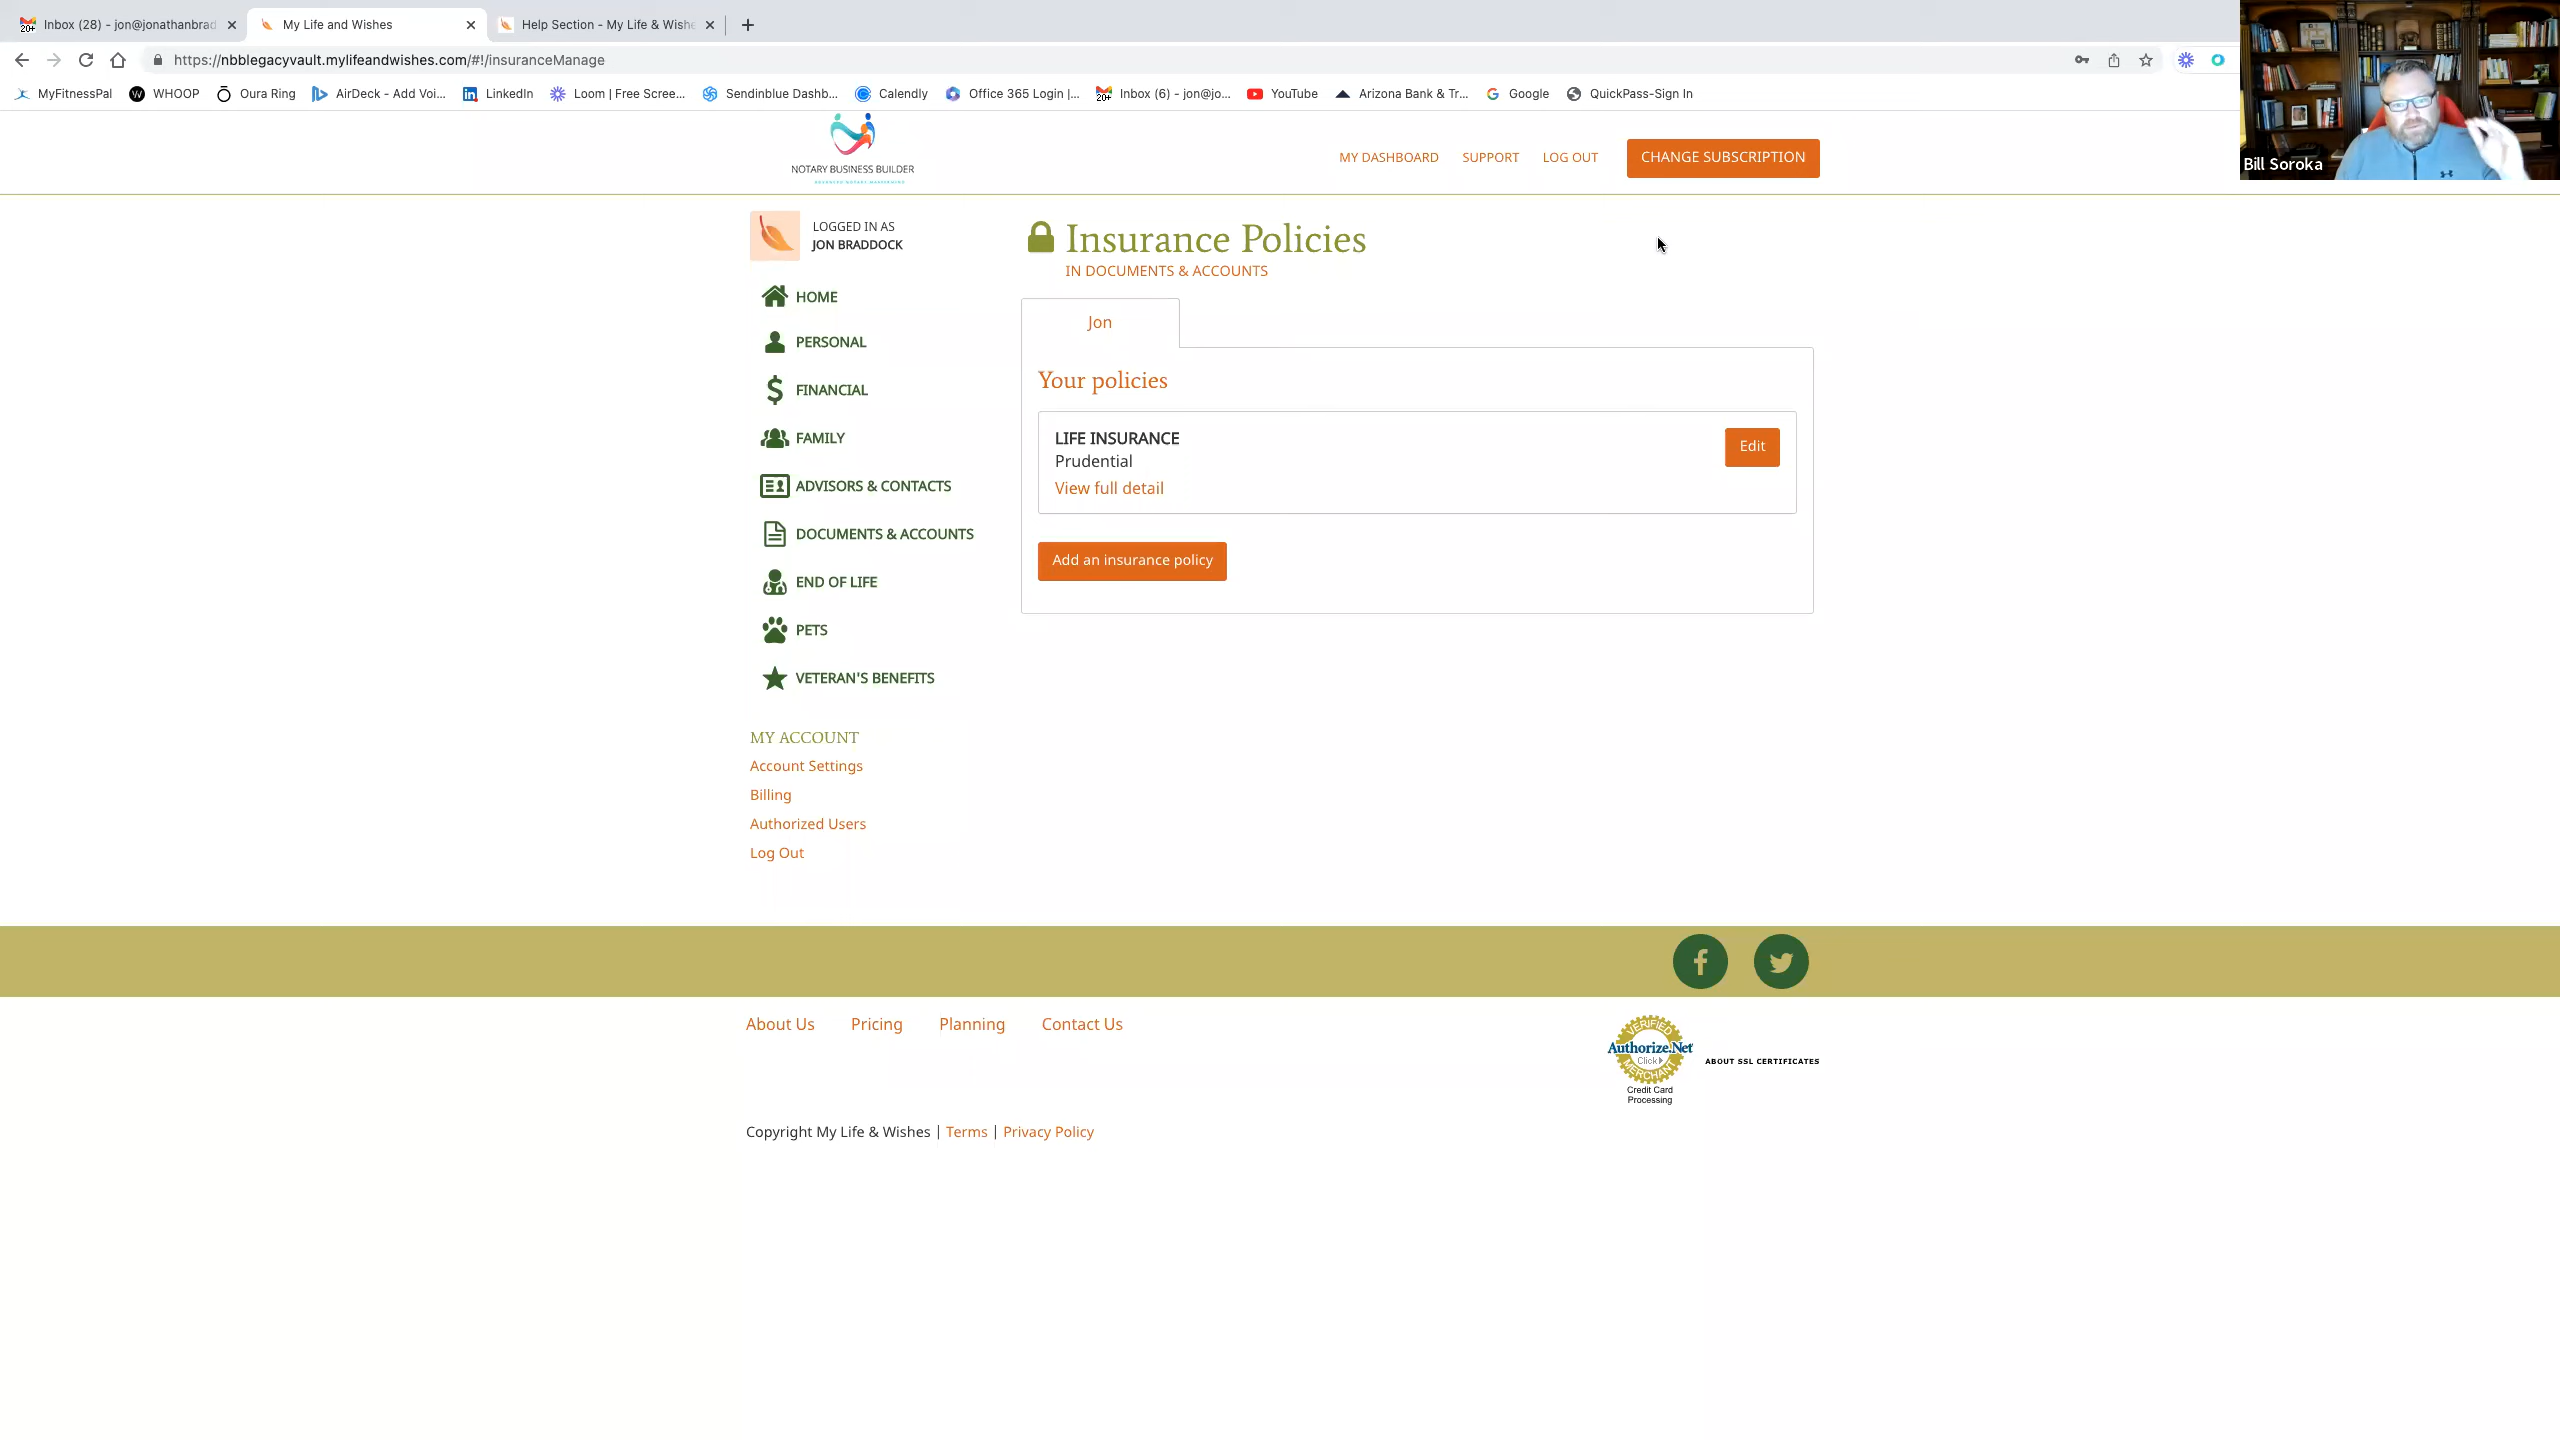 Inbox (28) - jon@jonathanbrad
My Life and Wishes
Help Section - My Life & Wishe
https://nbblegacyvault.mylifeandwishes.com/#!/insuranceManage
MyFitnessPal
WHOOP
Oura Ring
AirDeck - Add Voi...
LinkedIn
Loom | Free Scree...
Sendinblue Dashb...
Calendly
Office 365 Login |...
Inbox (6) - jon@jo...
YouTube
Arizona Bank & Tr...
Google
QuickPass-Sign In
Bill Soroka
NOTARY BUSINESS BUILDER
MY DASHBOARD
SUPPORT
LOG OUT
CHANGE SUBSCRIPTION
LOGGED IN AS
JON BRADDOCK
HOME
PERSONAL
FINANCIAL
FAMILY
ADVISORS & CONTACTS
DOCUMENTS & ACCOUNTS
END OF LIFE
PETS
VETERAN'S BENEFITS
MY ACCOUNT
Account Settings
Billing
Authorized Users
Log Out
Insurance Policies
IN DOCUMENTS & ACCOUNTS
Jon
Your policies
LIFE INSURANCE
Prudential
View full detail
Edit
Add an insurance policy
About Us
Pricing
Planning
Contact Us
VERIFIED
Authorize.Net
Click
MERCHANT
Credit Card
Processing
ABOUT SSL CERTIFICATES
Copyright My Life & Wishes | Terms | Privacy Policy